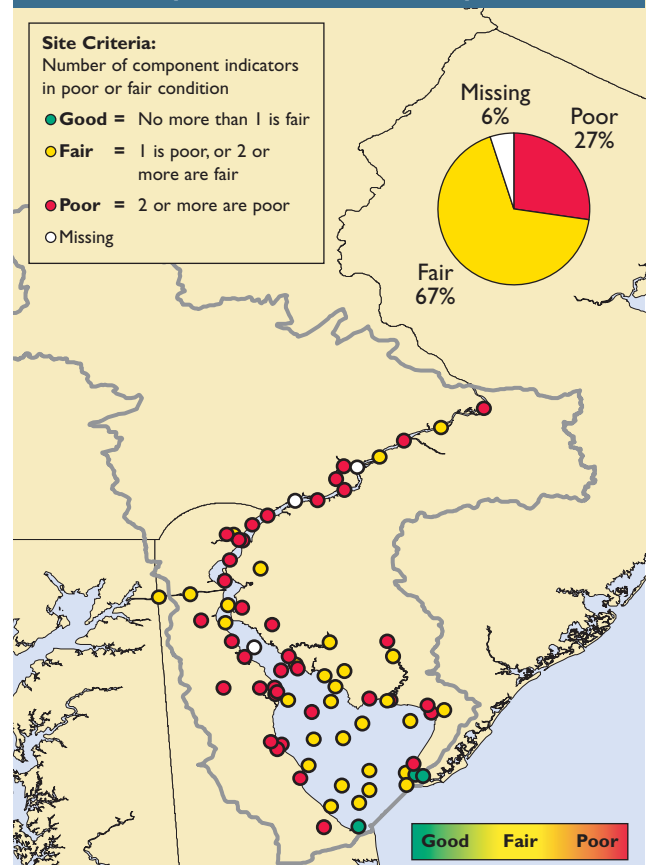 Site Criteria:
Number of component indicators
in poor or fair condition
Good = No more than 1 is fair
Fair = 1 is poor, or 2 or
more are fair
Poor = 2 or more are poor
Missing
Missing
6%
Poor
27%
Fair
67%
Good Fair Poor